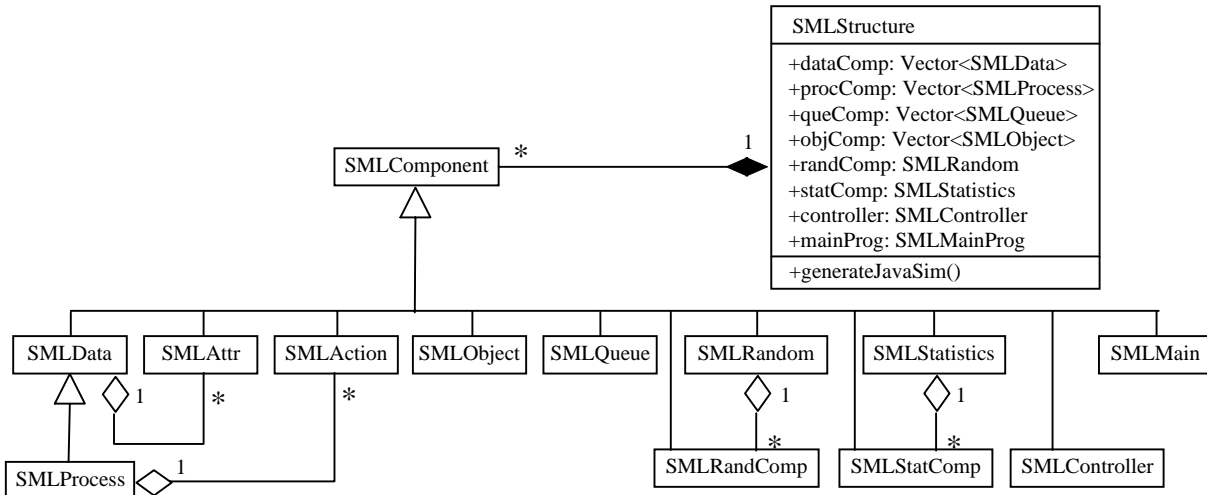 SMLStructure
+dataComp: Vector<SMLData>
+procComp: Vector<SMLProcess>
+queComp: Vector<SMLQueue>
+objComp: Vector<SMLObject>
+randComp: SMLRandom
+statComp: SMLStatistics
+controller: SMLController
+mainProg: SMLMainProg
+generateJavaSim()
SMLComponent
*
1
SMLData
SMLAttr
SMLAction
SMLObject
SMLQueue
SMLRandom
SMLStatistics
SMLMain
1
*
*
1
1
*
*
SMLProcess
1
SMLRandComp
SMLStatComp
SMLController